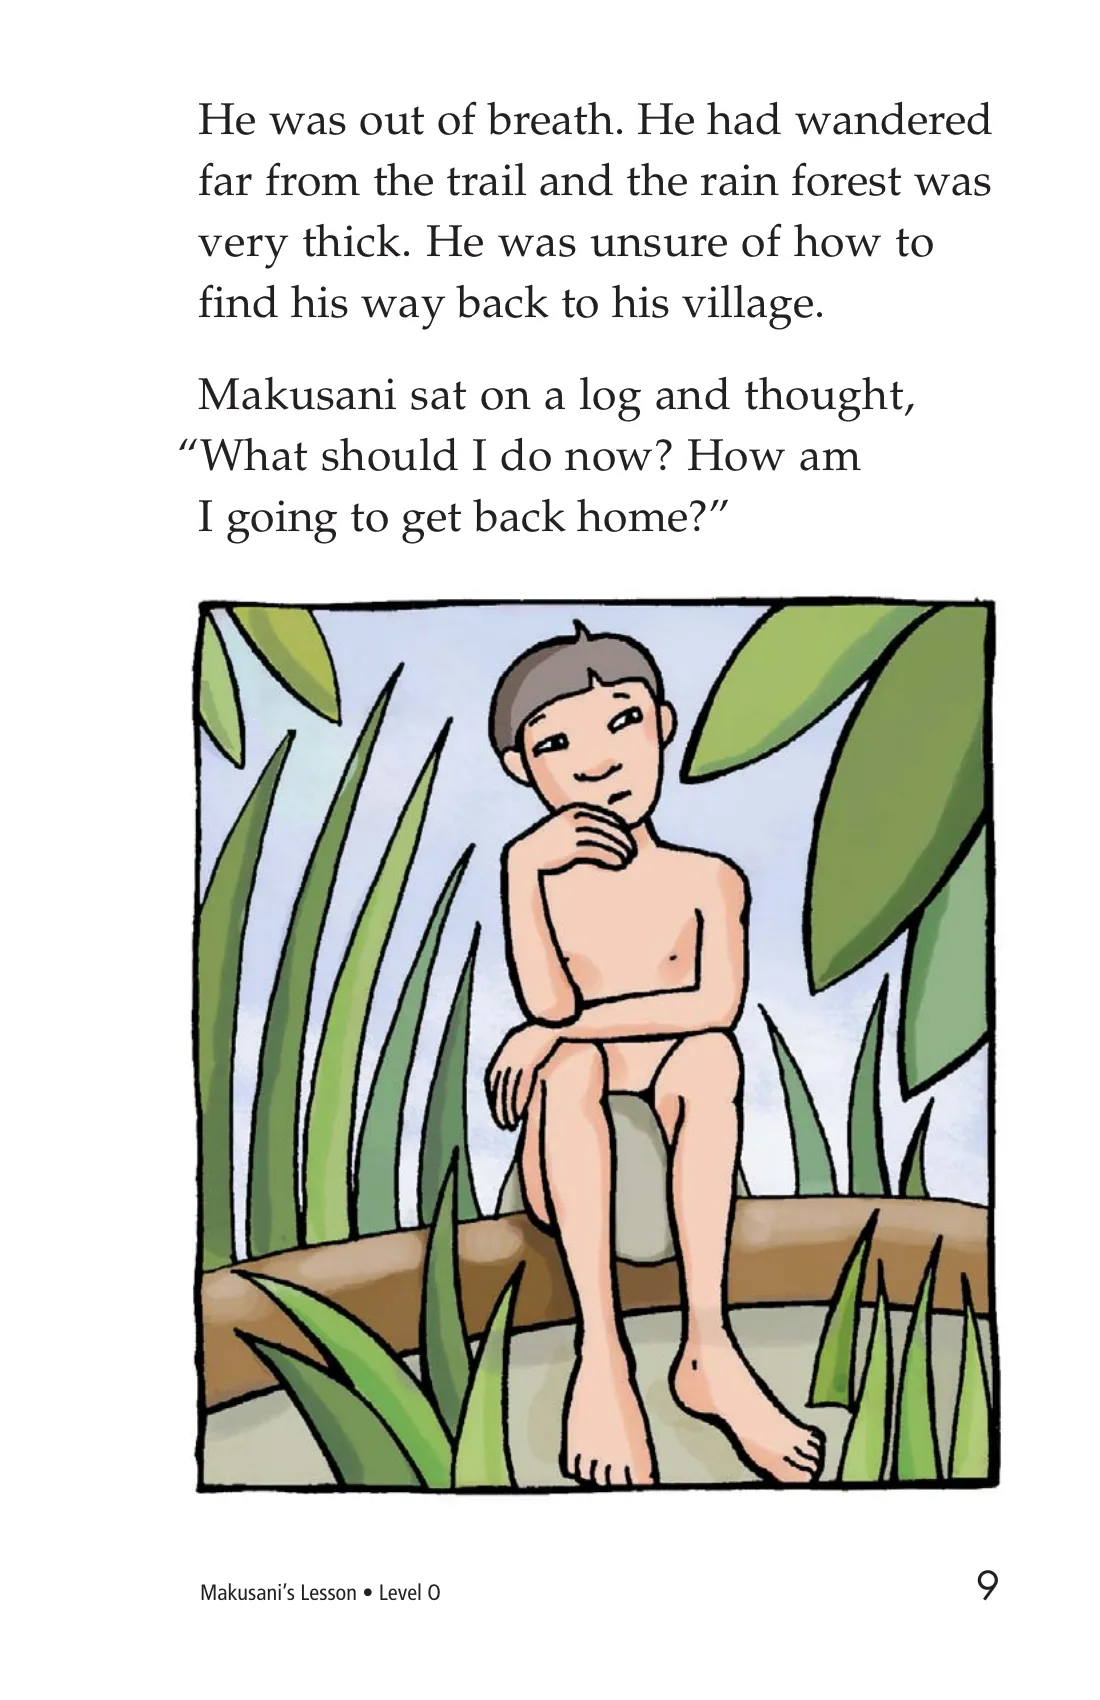 He was out of breath. He had wandered
far from the trail and the rain forest was
very thick. He was unsure of how to
find his way back to his village.
Makusani sat on a log and thought,
“What should I do now? How am
I going to get back home?”
Makusani’s Lesson • Level O
9